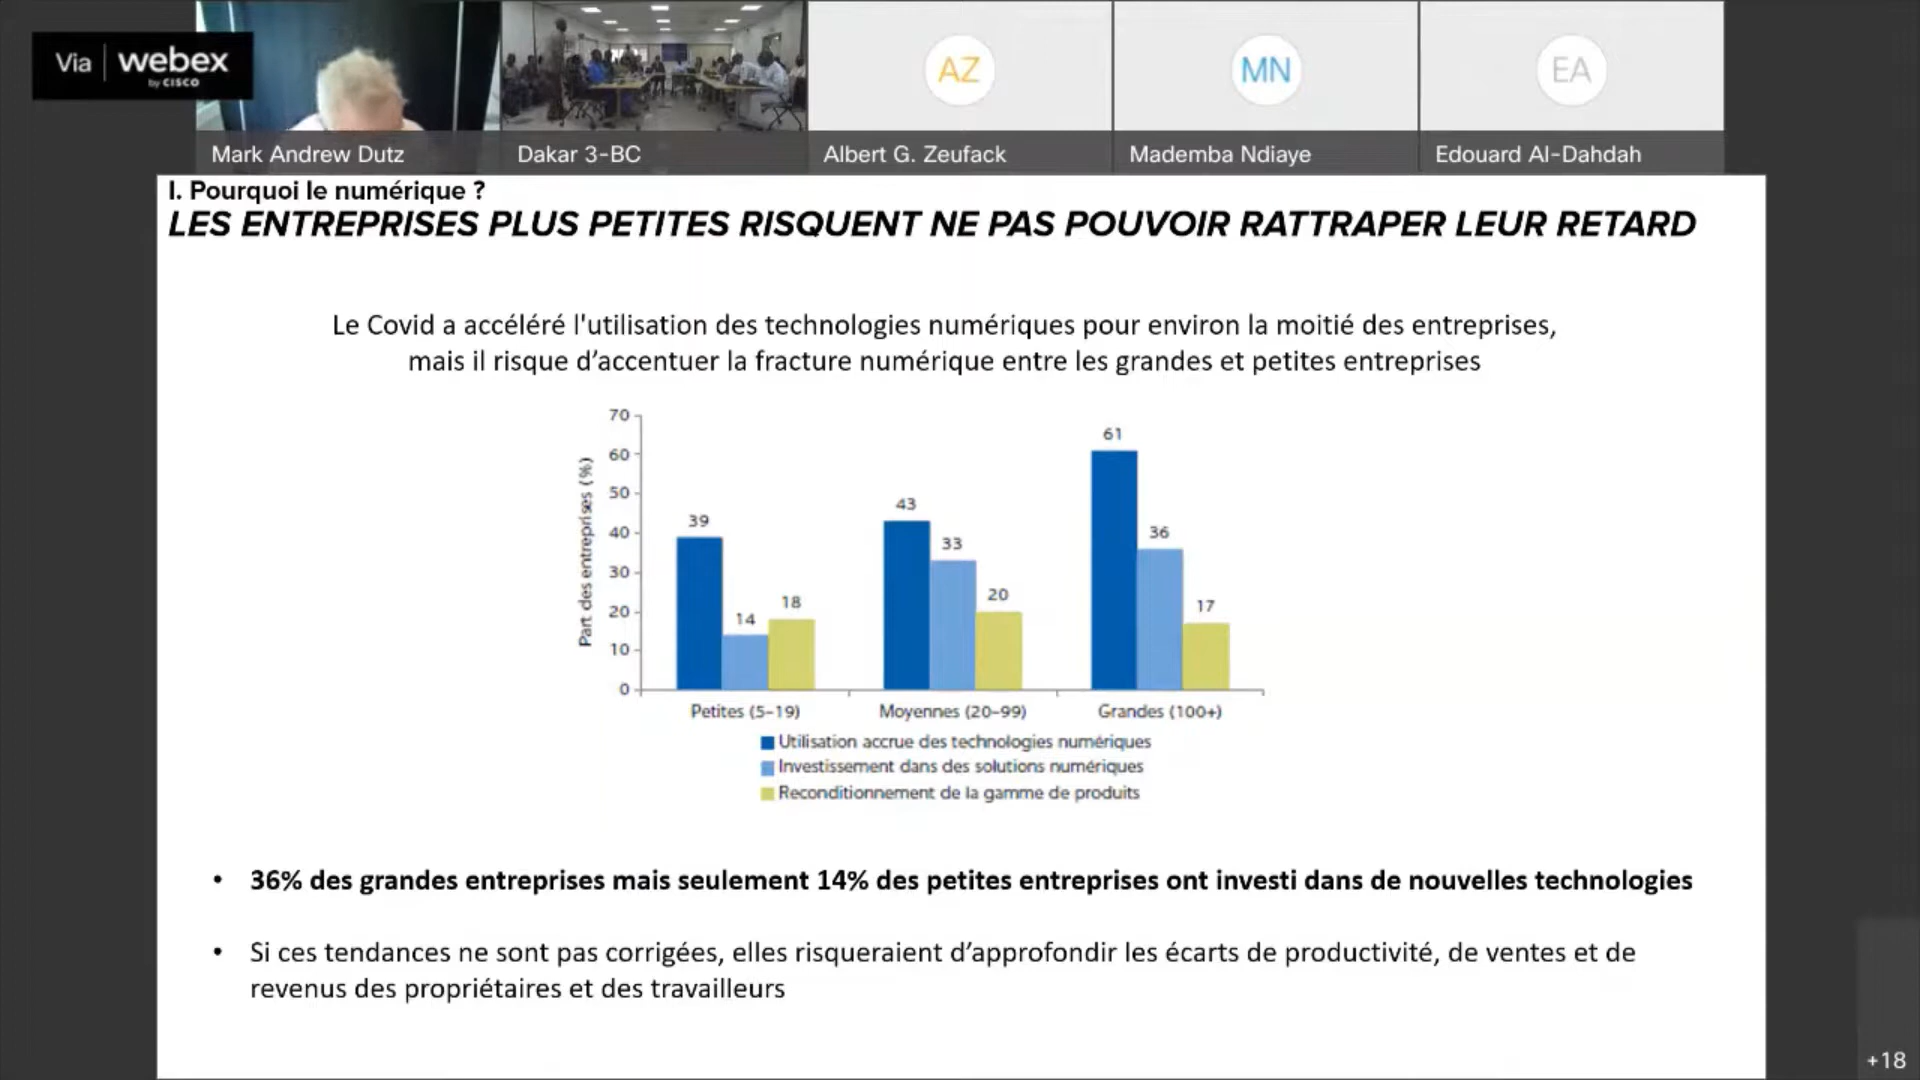 Via webex
by CISCO
AZ
MN
EA
Mark Andrew Dutz
Dakar 3-BC
Albert G. Zeufack
Mademba Ndiaye
Edouard Al-Dahdah
I. Pourquoi le numérique ?
LES ENTREPRISES PLUS PETITES RISQUENT NE PAS POUVOIR RATTRAPER LEUR RETARD
Le Covid a accéléré l'utilisation des technologies numériques pour environ la moitié des entreprises,
mais il risque d’accentuer la fracture numérique entre les grandes et petites entreprises
Part des entreprises (%)
70
60
50
40
30
20
10
0
39
14
18
43
33
20
61
36
17
Petites (5–19)
Moyennes (20–99)
Grandes (100+)
Utilisation accrue des technologies numériques
Investissement dans des solutions numériques
Reconditionnement de la gamme de produits
• 36% des grandes entreprises mais seulement 14% des petites entreprises ont investi dans de nouvelles technologies
• Si ces tendances ne sont pas corrigées, elles risqueraient d’approfondir les écarts de productivité, de ventes et de
revenus des propriétaires et des travailleurs
+18